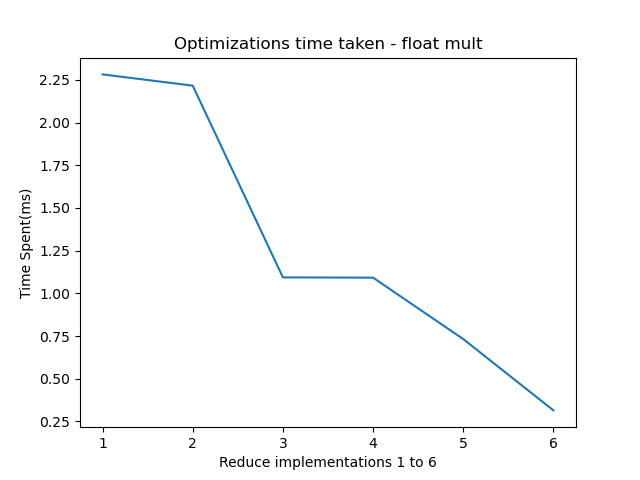 Optimizations time taken - float mult
2.25
2.00
1.75
1.50
1.25
1.00
0.75
0.50
0.25
Time Spent(ms)
1 2 3 4 5 6
Reduce implementations 1 to 6